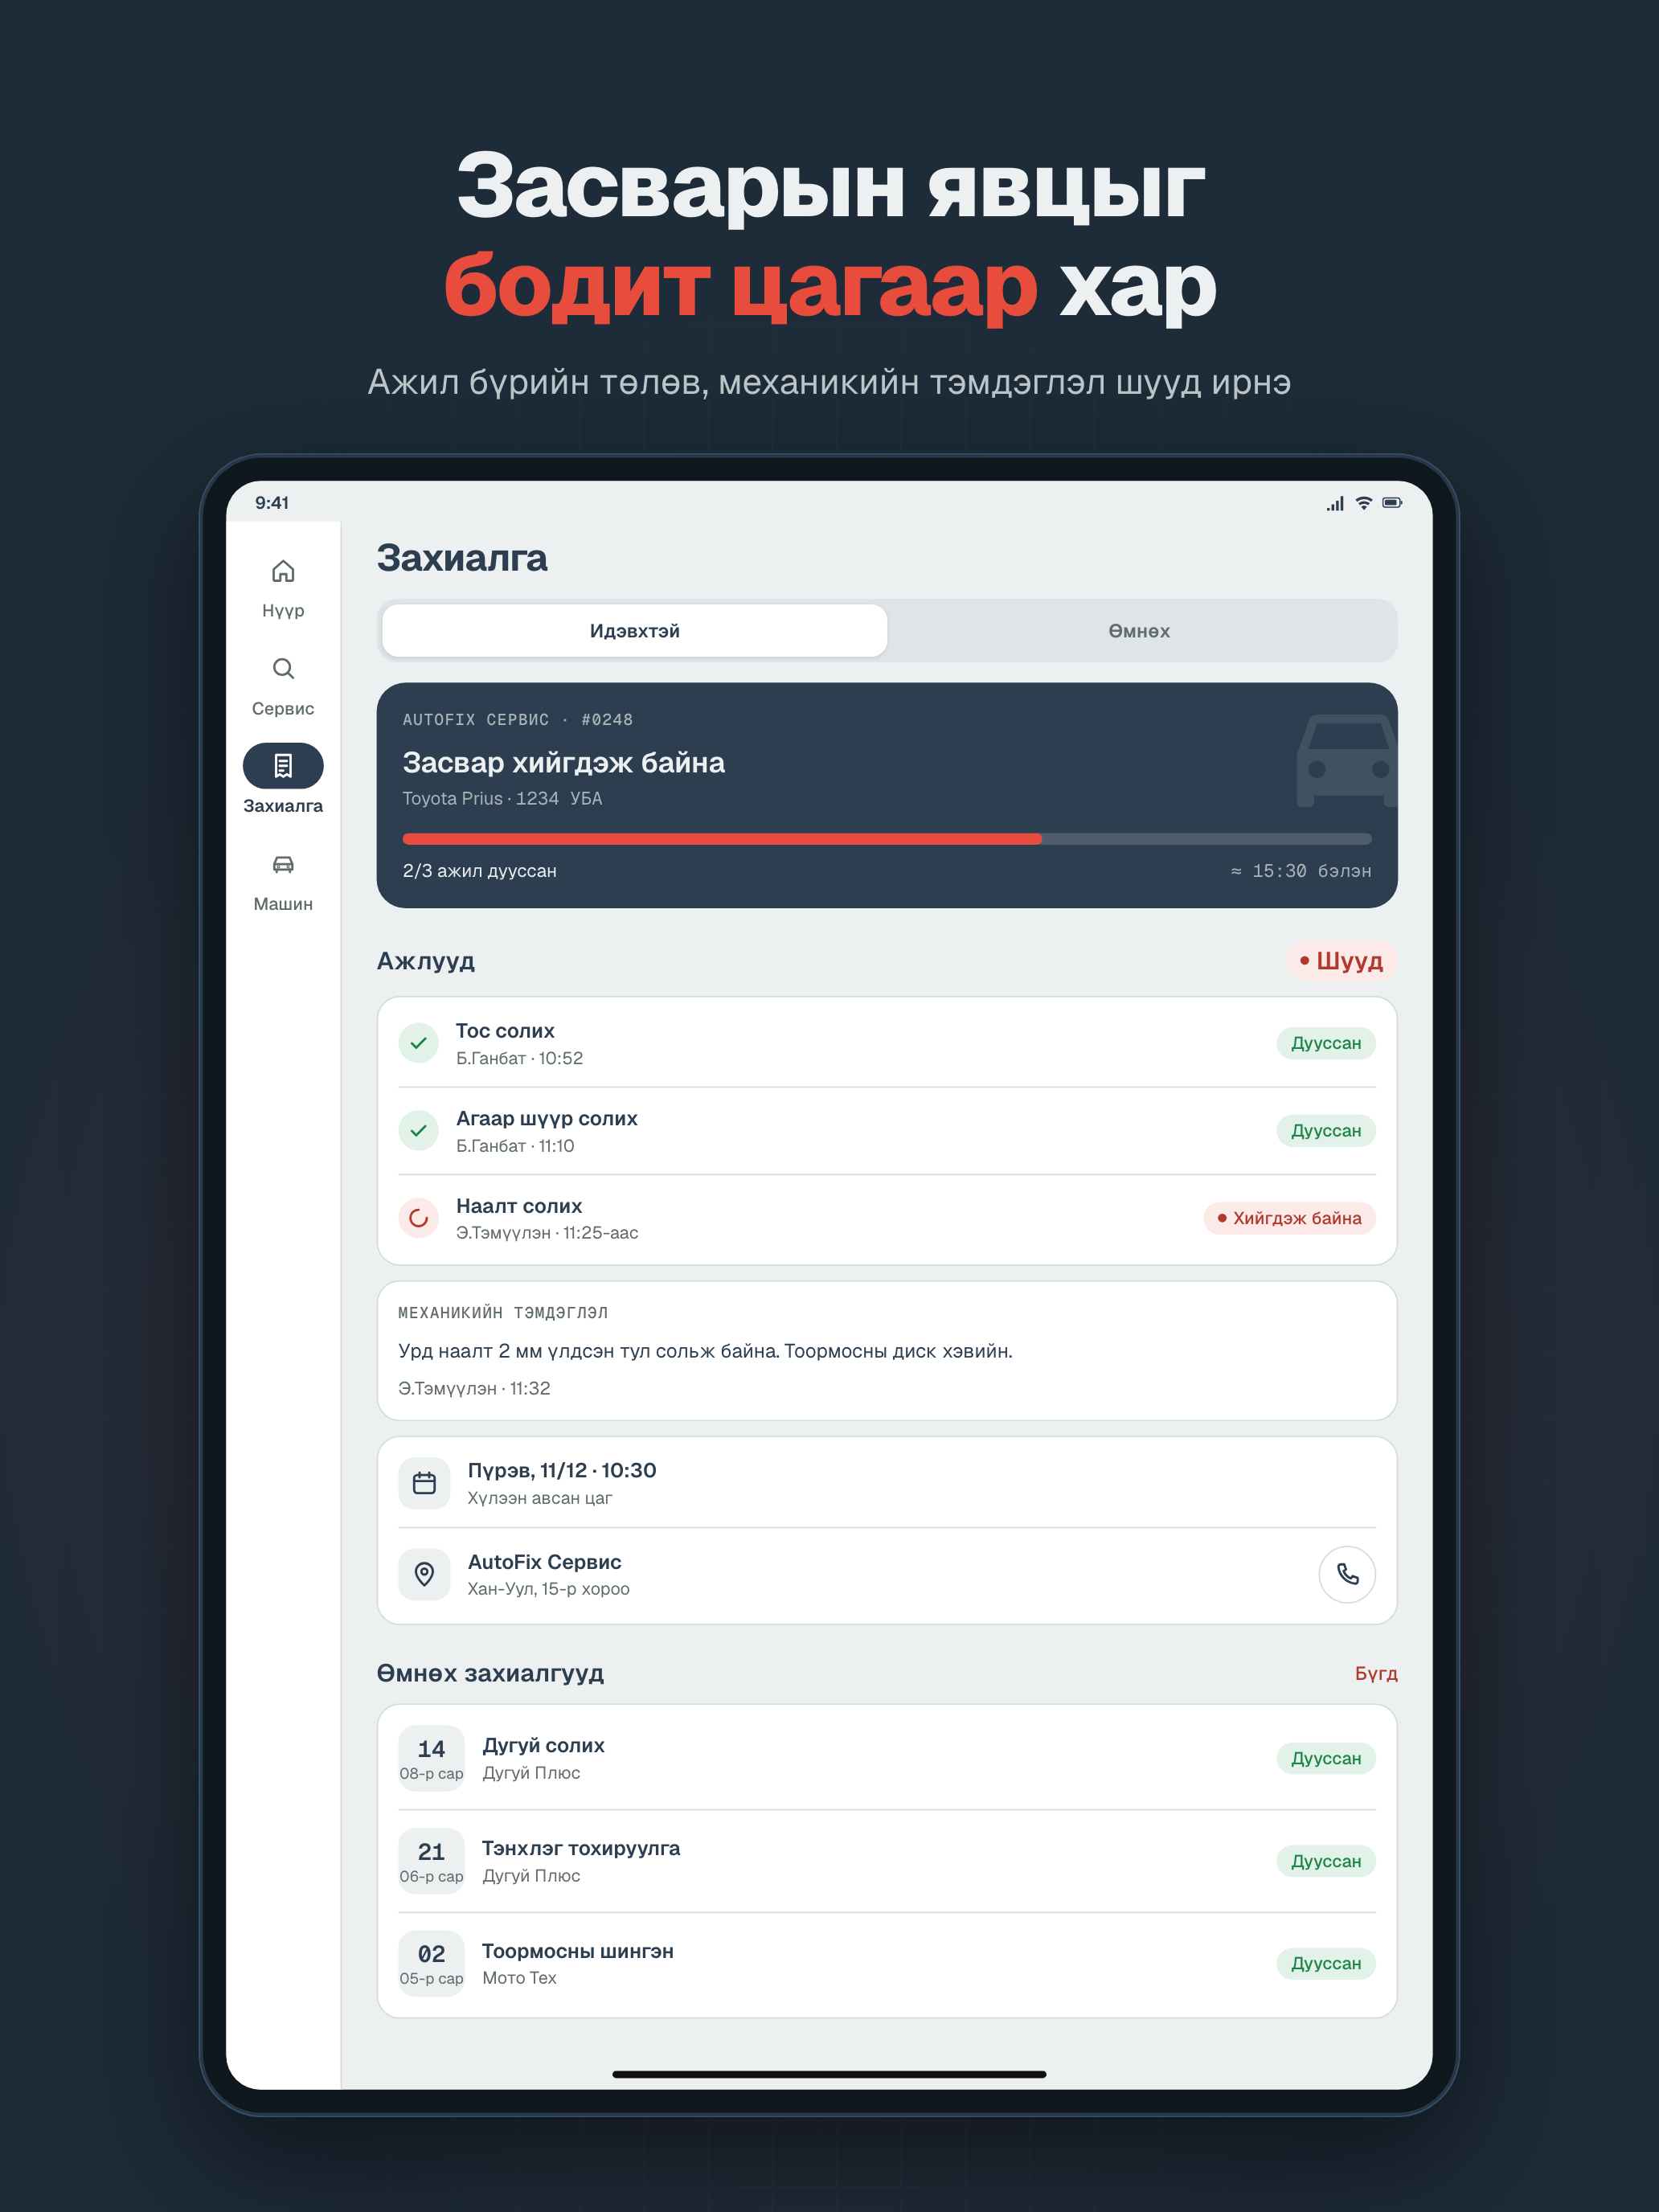 Засварын явцыг
бодит цагаар хар
Ажил бүрийн төлөв, механикийн тэмдэглэл шууд ирнэ
9:41
Нүүр
Сервис
Захиалга
Машин
Захиалга
Идэвхтэй
Өмнөх
AUTOFIX СЕРВИС · #0248
Засвар хийгдэж байна
Toyota Prius · 1234 УБА
2/3 ажил дууссан
≈ 15:30 бэлэн
Ажлууд
Шууд
Тос солих
Б.Ганбат · 10:52
Дууссан
Агаар шүүр солих
Б.Ганбат · 11:10
Дууссан
Наалт солих
Э.Тэмүүлэн · 11:25-аас
Хийгдэж байна
МЕХАНИКИЙН ТЭМДЭГЛЭЛ
Урд наалт 2 мм үлдсэн тул сольж байна. Тоормосны диск хэвийн.
Э.Тэмүүлэн · 11:32
Пүрэв, 11/12 · 10:30
Хүлээн авсан цаг
AutoFix Сервис
Хан-Уул, 15-р хороо
Өмнөх захиалгууд
Бүгд
14
08-р сар
Дугуй солих
Дугуй Плюс
Дууссан
21
06-р сар
Тэнхлэг тохируулга
Дугуй Плюс
Дууссан
02
05-р сар
Тоормосны шингэн
Мото Тех
Дууссан